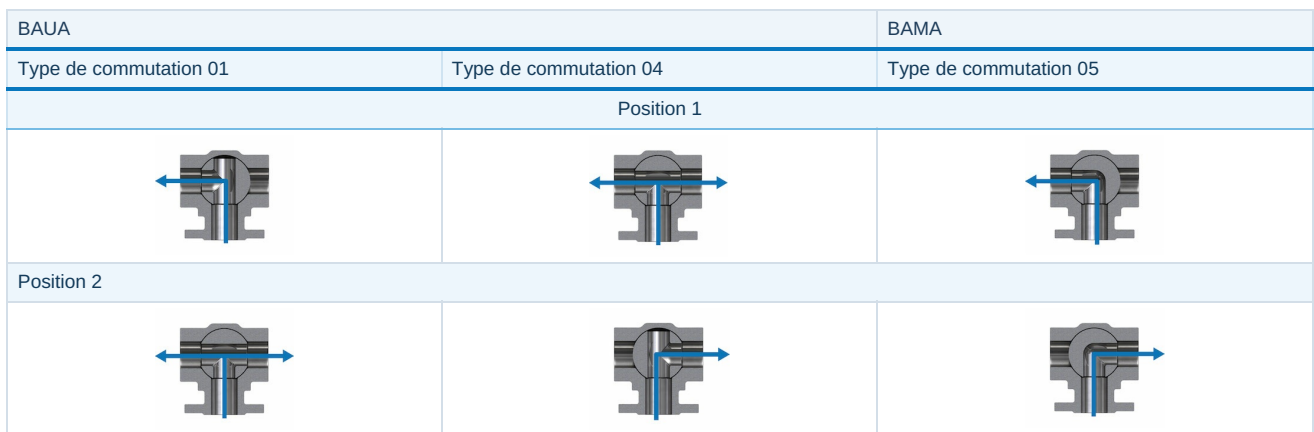 BAUA
BAMA
Type de commutation 01
Type de commutation 04
Type de commutation 05
Position 1
Position 2